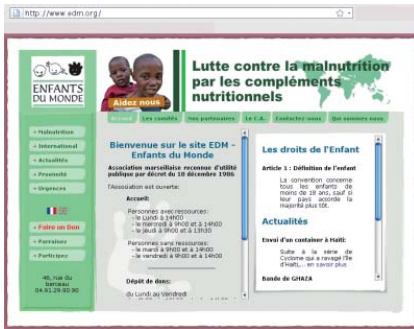 http://www.edm.org/
ENFANTS
DU MONDE
Aidez nous
Lutte contre la malnutrition
par les compléments
nutritionnels
Accueil Les comités Nos partenaires Le C.A. Contactez-nous Qui sommes nous
+ Malnutrition
+ International
+ Actualités
+ Proximité
+ Urgences
+ Faire un Don
+ Parrainez
+ Participez
46, rue du
berceau
04.91.29.90.90
Bienvenue sur le site EDM -
Enfants du Monde
Association marseillaise reconnue d'utilité
publique par décret du 18 décembre 1986
l'Association est ouverte:
Accueil:
Personnes avec ressources:
- le lundi à 14h00
- le mercredi à 9h00 et à 14h00
- le jeudi à 9h00 et à 13h30
Personnes sans ressources:
- le mardi à 9h00 et à 14h00
- le vendredi à 9h00 et à 14h00
Dépôt de dons:
du Lundi au Vendredi
Les droits de l'Enfant
Article 1 : Définition de l'enfant
La convention concerne
tous les enfants de
moins de 18 ans, sauf si
leur pays accorde la
majorité plus tôt.
Actualités
Envoi d'un container à Haïti:
Suite à la série de
Cyclome qui a ravagé l'île
d'Haïti,... en savoir plus
Bande de GHAZA